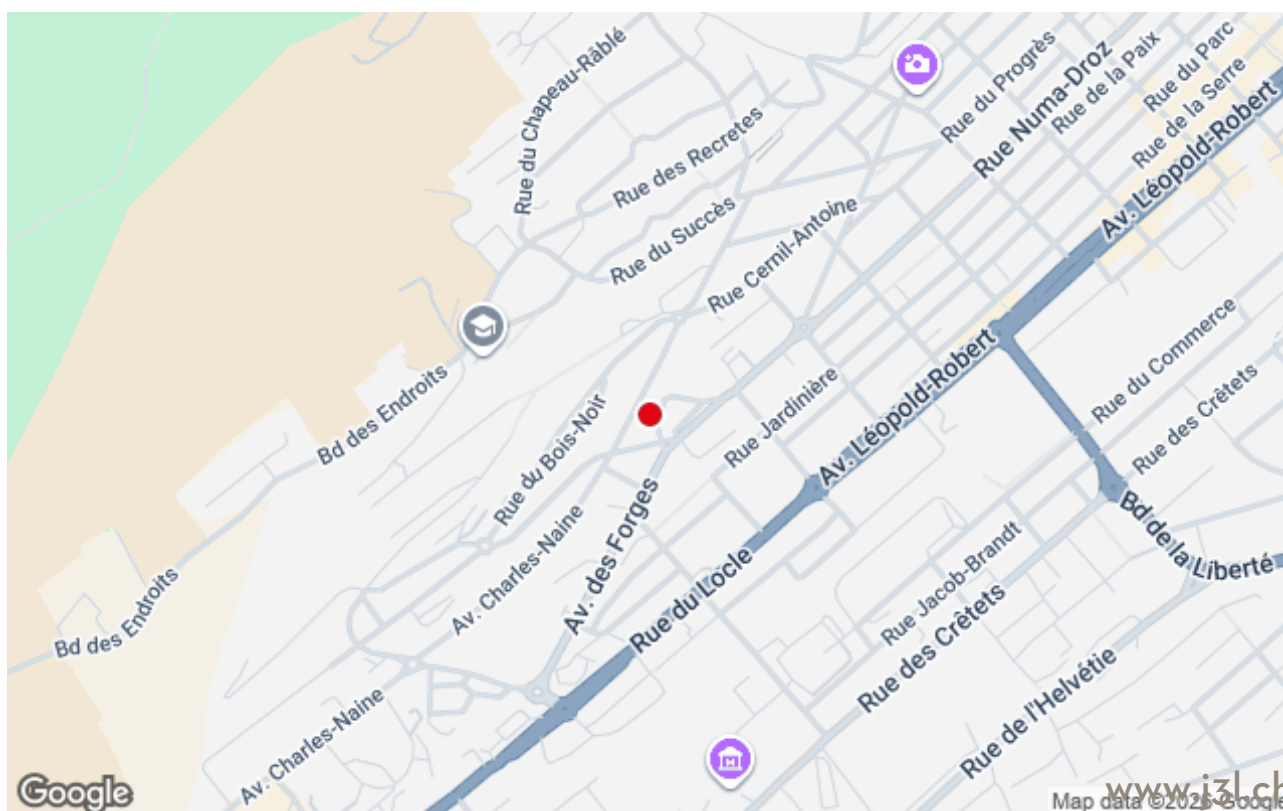 Rue du Chapeau-Râblé
Rue des Recretes
Rue du Succès
Rue Cernil-Antoine
Rue du Progrès
Rue Numa-Droz
Rue de la Paix
Rue du Parc
Rue de la Serre
Av. Léopold-Robert
Bd des Endroits
Rue du Bois-Noir
Rue Jardinière
Av. Léopold-Robert
Rue du Commerce
Rue des Crêtets
Av. Charles-Naine
Av. des Forges
Rue du Locle
Bd de la Liberté
Rue Jacob-Brandt
Rue des Crêtets
Bd des Endroits
Rue de l'Helvétie
Av. Charles-Naine
Google
www.j3l.ch
Map data